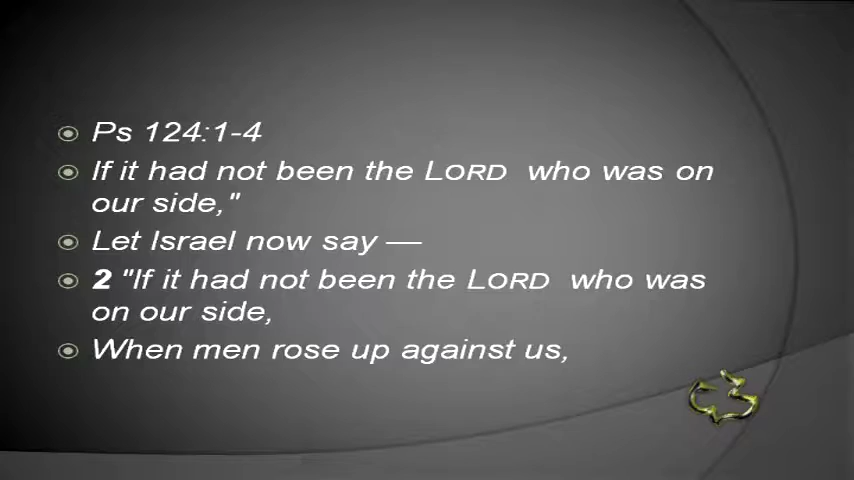 Ps 124:1-4
If it had not been the LORD who was on
our side,"
Let Israel now say —
2 "If it had not been the LORD who was
on our side,
When men rose up against us,